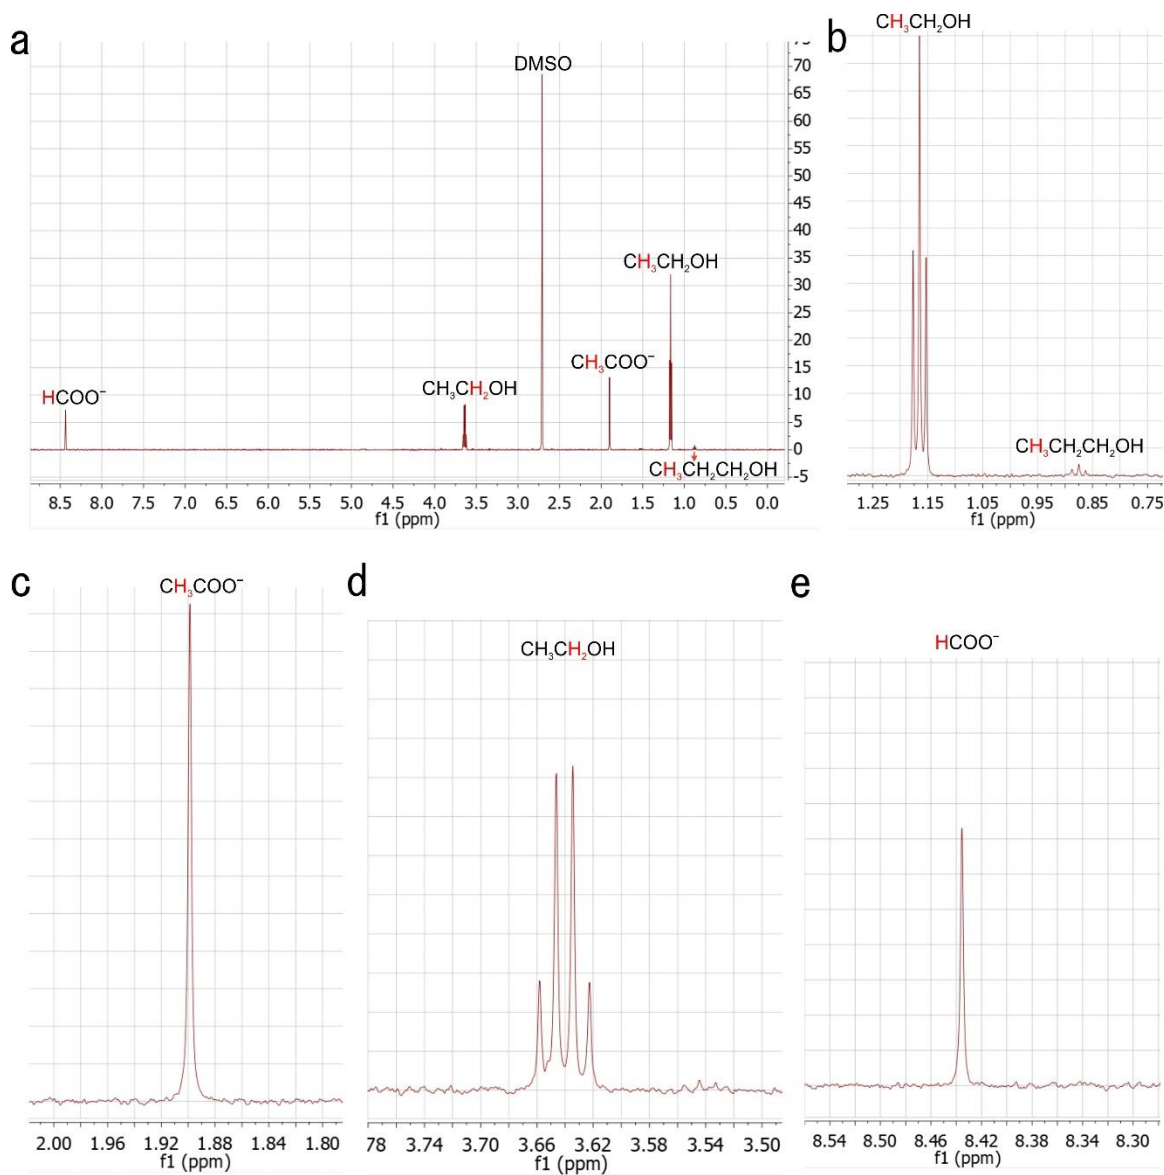 a
DMSO
HCOO⁻
CH₃CH₂OH
CH₃COO⁻
CH₃CH₂OH
CH₃CH₂CH₂OH
75
70
65
60
55
50
45
40
35
30
25
20
15
10
5
0
-5
8.5 8.0 7.5 7.0 6.5 6.0 5.5 5.0 4.5 4.0 3.5 3.0 2.5 2.0 1.5 1.0 0.5 0.0
f1 (ppm)
b
CH₃CH₂OH
CH₃CH₂CH₂OH
1.25 1.15 1.05 0.95 0.85 0.75
f1 (ppm)
c
CH₃COO⁻
2.00 1.96 1.92 1.88 1.84 1.80
f1 (ppm)
d
CH₃CH₂OH
78 3.74 3.70 3.66 3.62 3.58 3.54 3.50
f1 (ppm)
e
HCOO⁻
8.54 8.50 8.46 8.42 8.38 8.34 8.30
f1 (ppm)